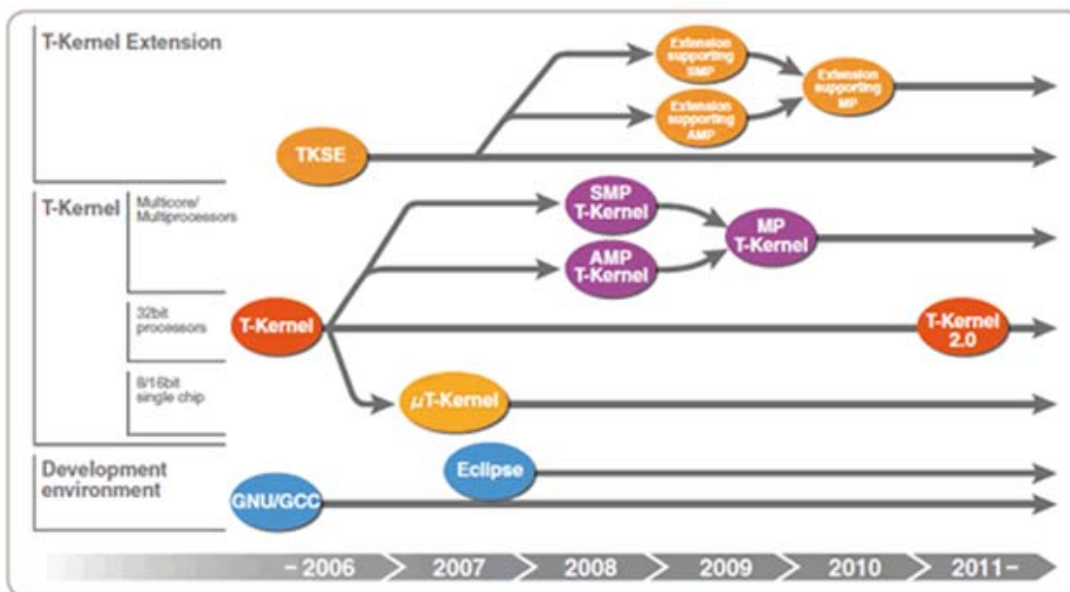 T-Kernel Extension
Extension
supporting
SMP
Extension
supporting
MP
Extension
supporting
AMP
TKSE
T-Kernel
Multicore/
Multiprocessors
SMP
T-Kernel
MP
T-Kernel
AMP
T-Kernel
32bit
processors
T-Kernel
T-Kernel
2.0
8/16bit
single chip
μT-Kernel
Development
environment
Eclipse
GNU/GCC
–2006
2007
2008
2009
2010
2011–